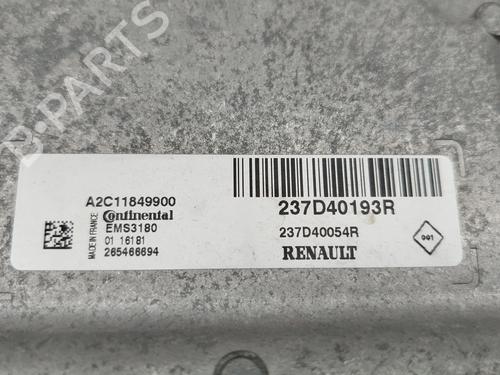 B-PARTS
A2C11849900
MADE IN FRANCE
Continental
EMS3180
01 16181
265466694
237D40193R
237D40054R
RENAULT
001